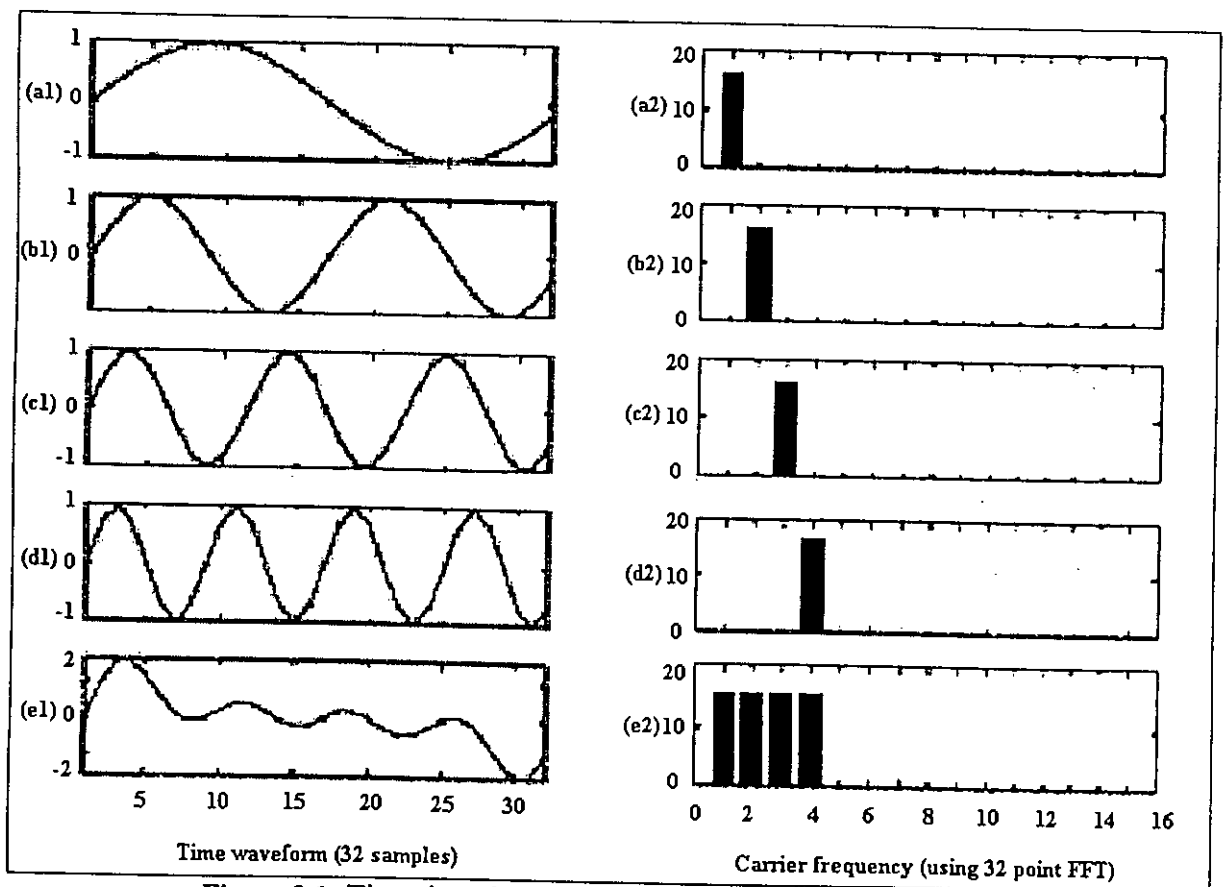 1
(a1) 0
-1
20
(a2) 10
0
1
(b1) 0
20
(b2) 10
0
1
(c1) 0
-1
20
(c2) 10
0
1
(d1) 0
-1
20
(d2) 10
0
2
(e1) 0
-2
20
(e2) 10
0
5 10 15 20 25 30
0 2 4 6 8 10 12 14 16
Time waveform (32 samples)
Carrier frequency (using 32 point FFT)